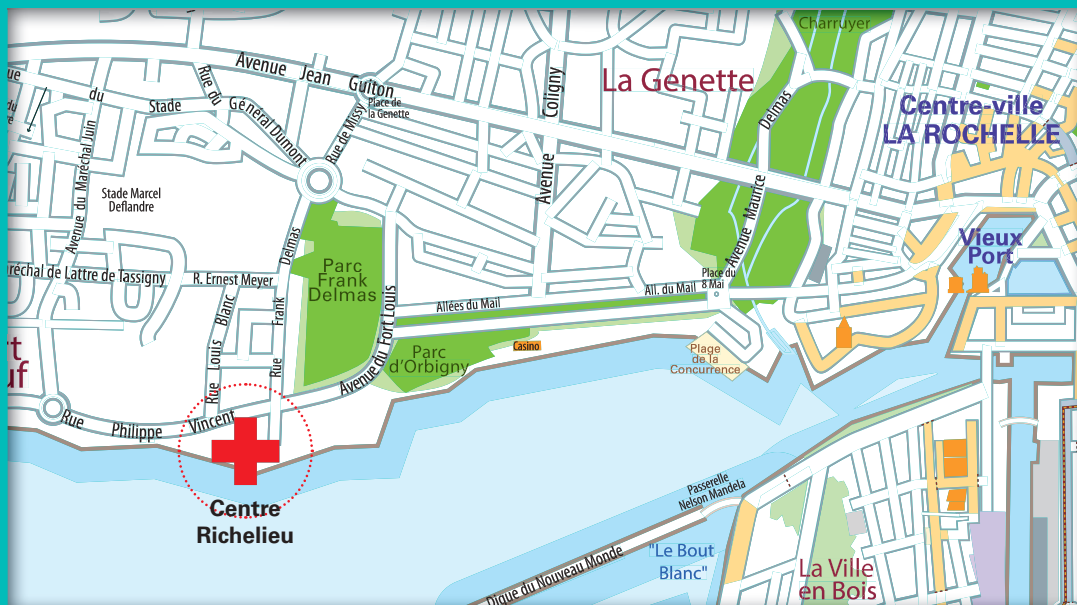 Charruyer
La Genette
Centre-ville
LA ROCHELLE
Avenue Jean Guiton
Place de
la Genette
Coligny
Avenue
Delmas
Avenue Maurice
du
Stade
Rue du
Général Dumont
Rue de Missy
Avenue du Maréchal Juin
Stade Marcel
Deflandre
Vieux
Port
Place du
8 Mai
de Lattre de Tassigny
R. Ernest Meyer
Delmas
Frank
Rue
Parc
Frank
Delmas
Allées du Mail
All. du Mail
Avenue du Fort Louis
Rue Louis Blanc
Parc
d'Orbigny
Casino
Plage
de la
Concurrence
Rue Philippe Vincent
Centre
Richelieu
Passerelle
Nelson Mandela
Digue du Nouveau Monde
"Le Bout
Blanc"
La Ville
en Bois